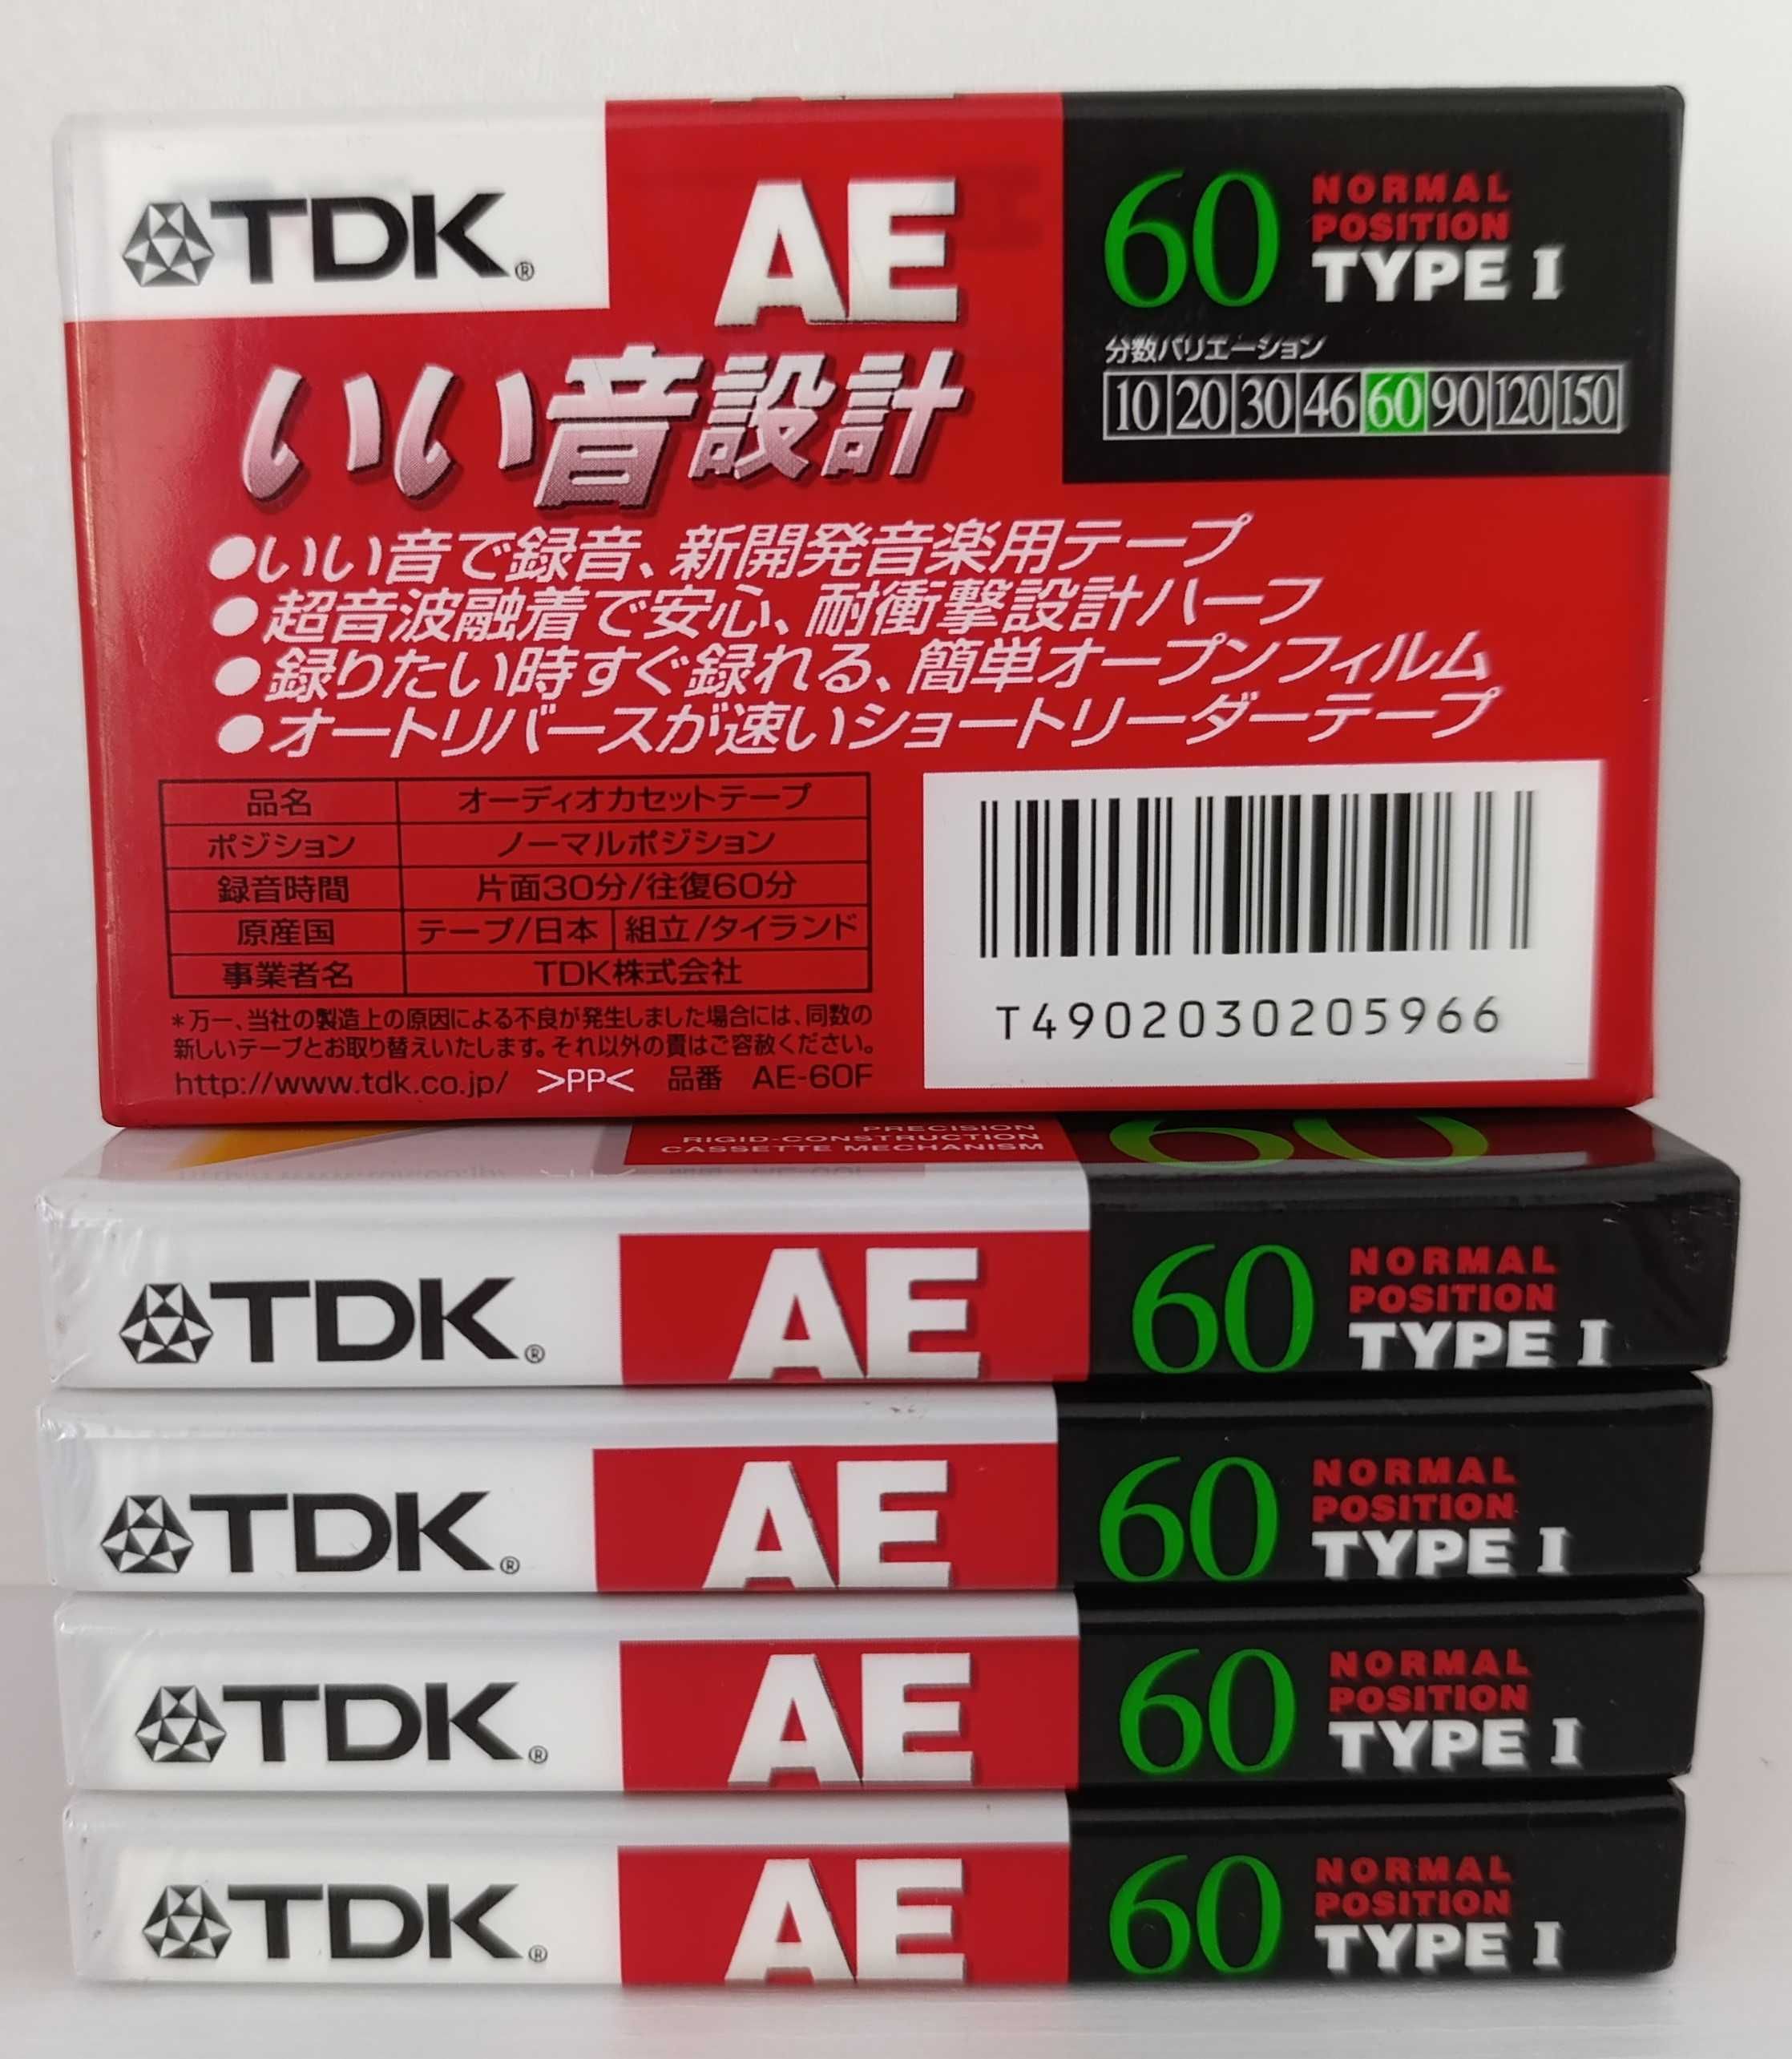 TDK®
AE
60
NORMAL
POSITION
TYPE I
分数バリエーション
10 20 30 46 60 90 120 150
いい音設計
●いい音で録音、新開発音楽用テープ
●超音波融着で安心、耐衝撃設計ハーフ
●録りたい時すぐ録れる、簡単オープンフィルム
●オートリバースが速いショートリーダーテープ
品名 オーディオカセットテープ
ポジション ノーマルポジション
録音時間 片面30分/往復60分
原産国 テープ/日本 組立/タイランド
事業者名 TDK株式会社
*万一、当社の製造上の原因による不良が発生しました場合には、同数の
新しいテープとお取り替えいたします。それ以外の責はご容赦ください。
http://www.tdk.co.jp/ >PP< 品番 AE-60F
T4902030205966
PRECISION
RIGID-CONSTRUCTION
CASSETTE MECHANISM
60
TDK®
AE
60
NORMAL
POSITION
TYPE I
TDK®
AE
60
NORMAL
POSITION
TYPE I
TDK®
AE
60
NORMAL
POSITION
TYPE I
TDK®
AE
60
NORMAL
POSITION
TYPE I